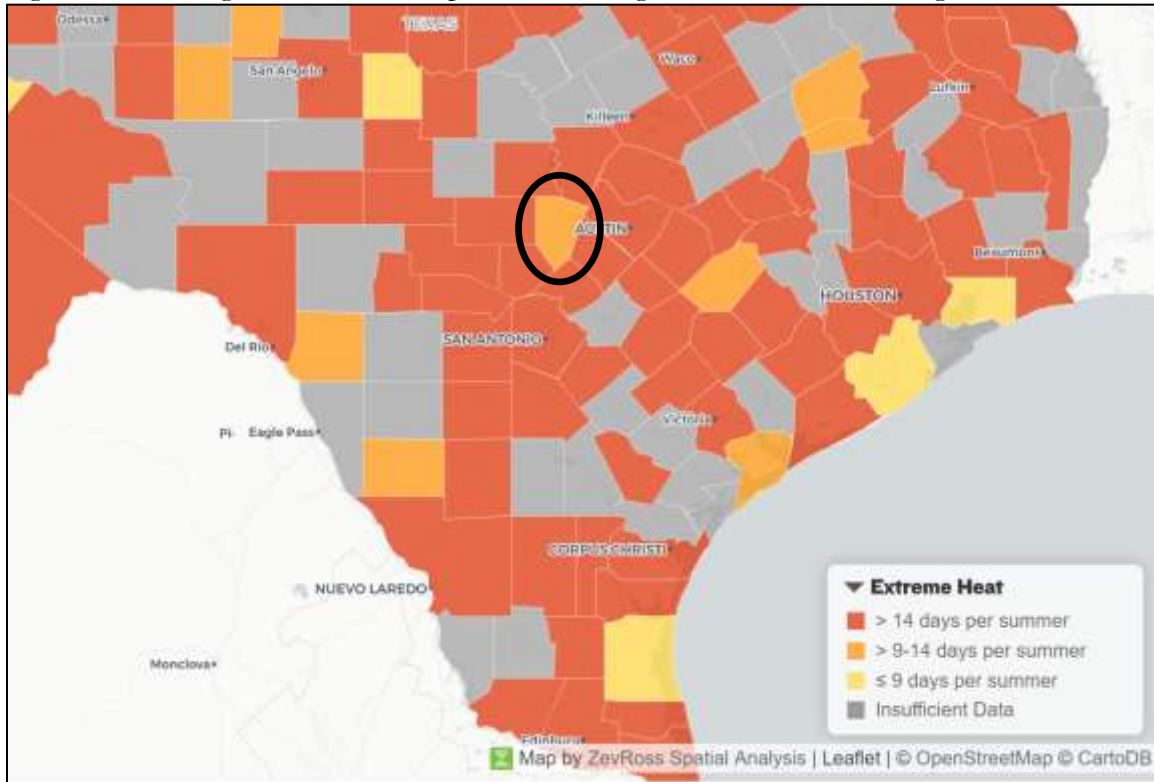 Odessa
TEXAS
San Angelo
Waco
Lufkin
Killeen
AUSTIN
Beaumont
HOUSTON
SAN ANTONIO
Del Rio
Victoria
Pi-
Eagle Pass
CORPUS CHRISTI
NUEVO LAREDO
Monclova
Edinburg
Extreme Heat
> 14 days per summer
> 9-14 days per summer
≤ 9 days per summer
Insufficient Data
Map by ZevRoss Spatial Analysis | Leaflet | © OpenStreetMap © CartoDB